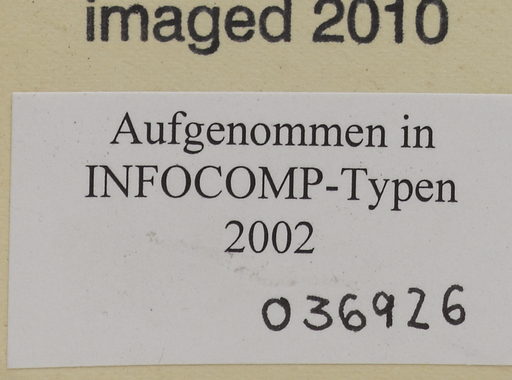 imaged 2010
Aufgenommen in
INFOCOMP-Typen
2002
036926